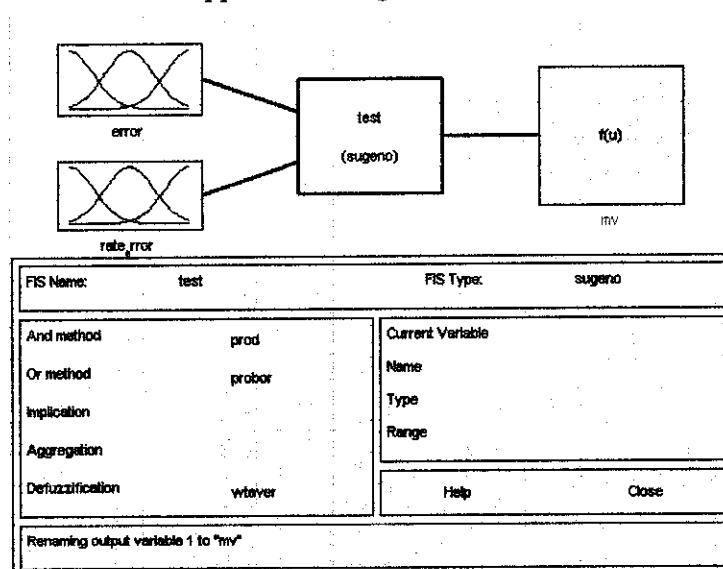 error
test
(sugeno)
f(u)
mv
rate_rror
FIS Name: test FIS Type: sugeno
And method prod
Or method probor
Implication
Aggregation
Defuzzification wtaver
Current Variable
Name
Type
Range
Help Close
Renaming output variable 1 to "mv"